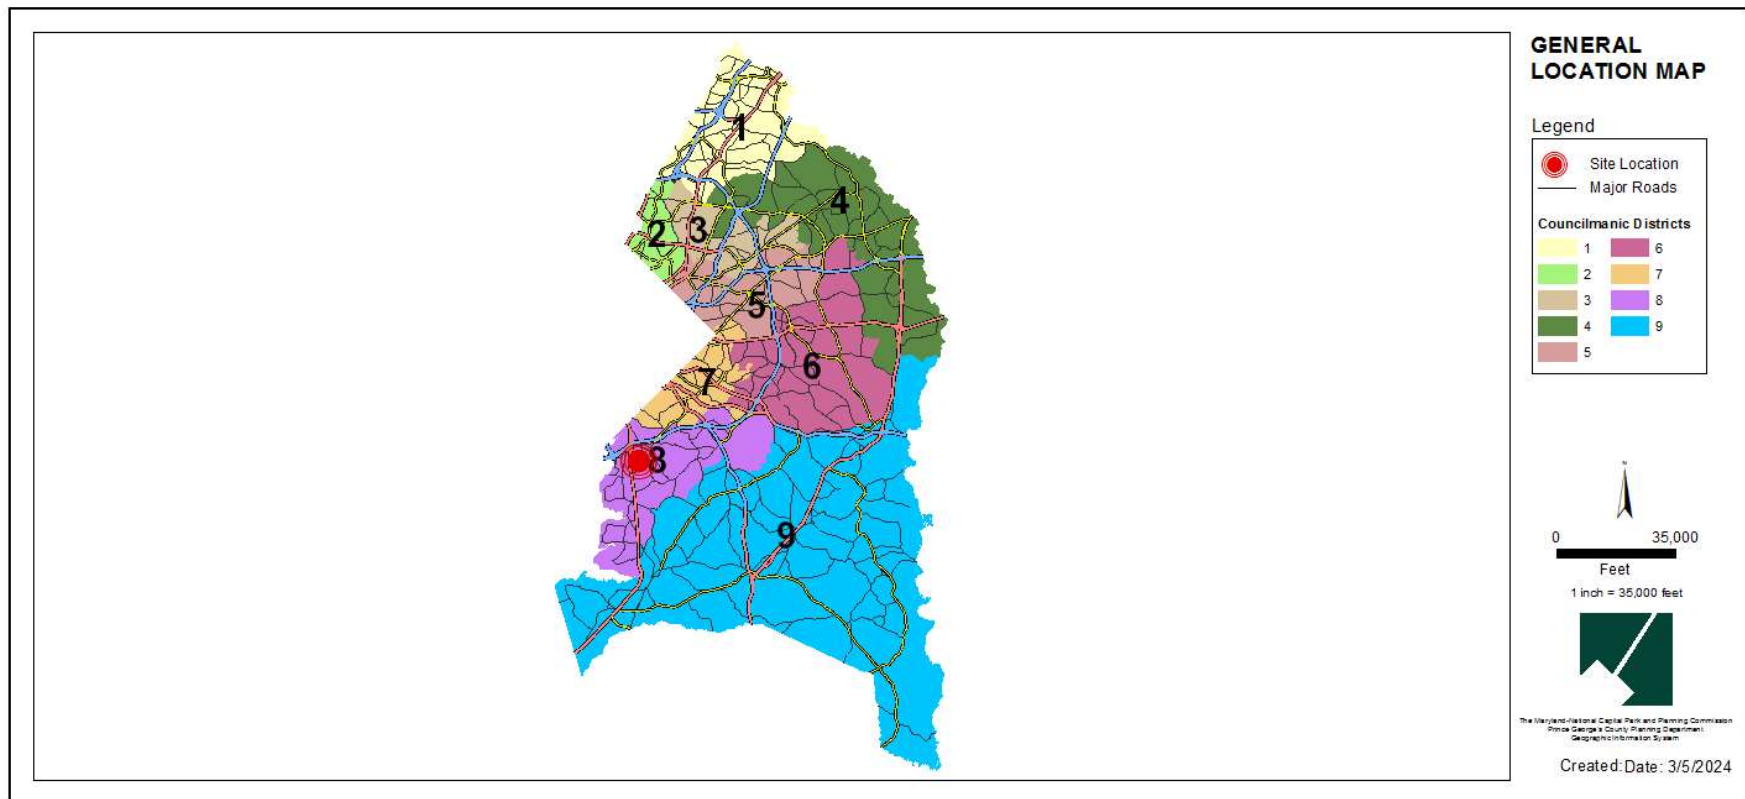 GENERAL
LOCATION MAP
Legend
Site Location
Major Roads
Councilmanic Districts
1 6
2 7
3 8
4 9
5
1
4
2
3
5
6
7
8
9
N
0 35,000
Feet
1 inch = 35,000 feet
The Maryland-National Capital Park and Planning Commission
Prince George's County Planning Department
Geographic Information System
Created: Date: 3/5/2024